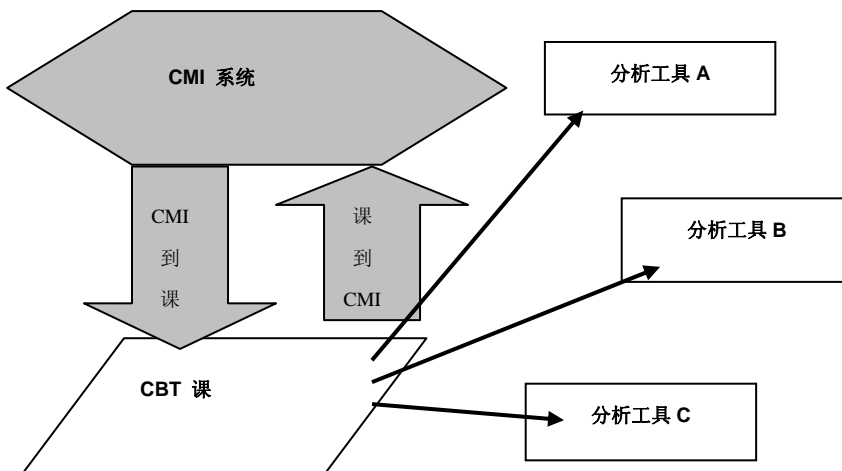 CMI 系统
分析工具 A
分析工具 B
CMI
到
课
课
到
CMI
CBT 课
分析工具 C